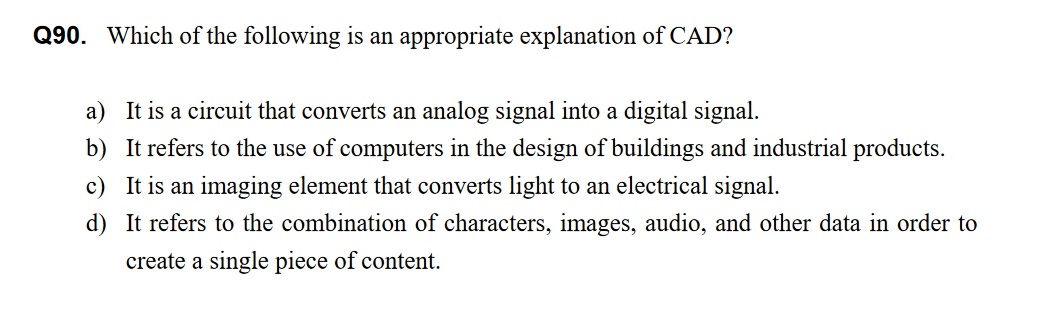 Q90. Which of the following is an appropriate explanation of CAD?
a) It is a circuit that converts an analog signal into a digital signal.
b) It refers to the use of computers in the design of buildings and industrial products.
c) It is an imaging element that converts light to an electrical signal.
d) It refers to the combination of characters, images, audio, and other data in order to
create a single piece of content.